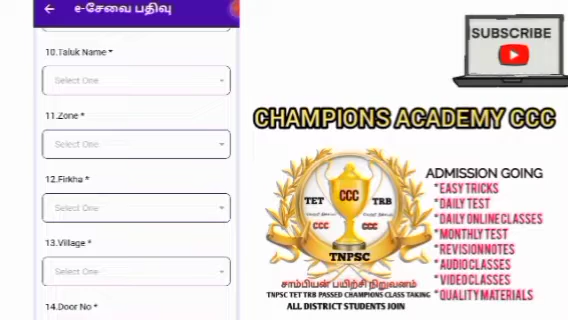 e-சேவை பதிவு
10.Taluk Name *
Select One
11.Zone *
Select One
12.Firkha *
Select One
13.Village *
Select One
14.Door No *
SUBSCRIBE
CHAMPIONS ACADEMY CCC
CCC
TET
TRB
CCC
CCC
TNPSC
சாம்பியன் பயிற்சி நிறுவனம்
TNPSC TET TRB PASSED CHAMPIONS CLASS TAKING
ALL DISTRICT STUDENTS JOIN
ADMISSION GOING
*EASY TRICKS
*DAILY TEST
*DAILY ONLINE CLASSES
*MONTHLY TEST
*REVISION NOTES
*AUDIO CLASSES
*VIDEO CLASSES
*QUALITY MATERIALS